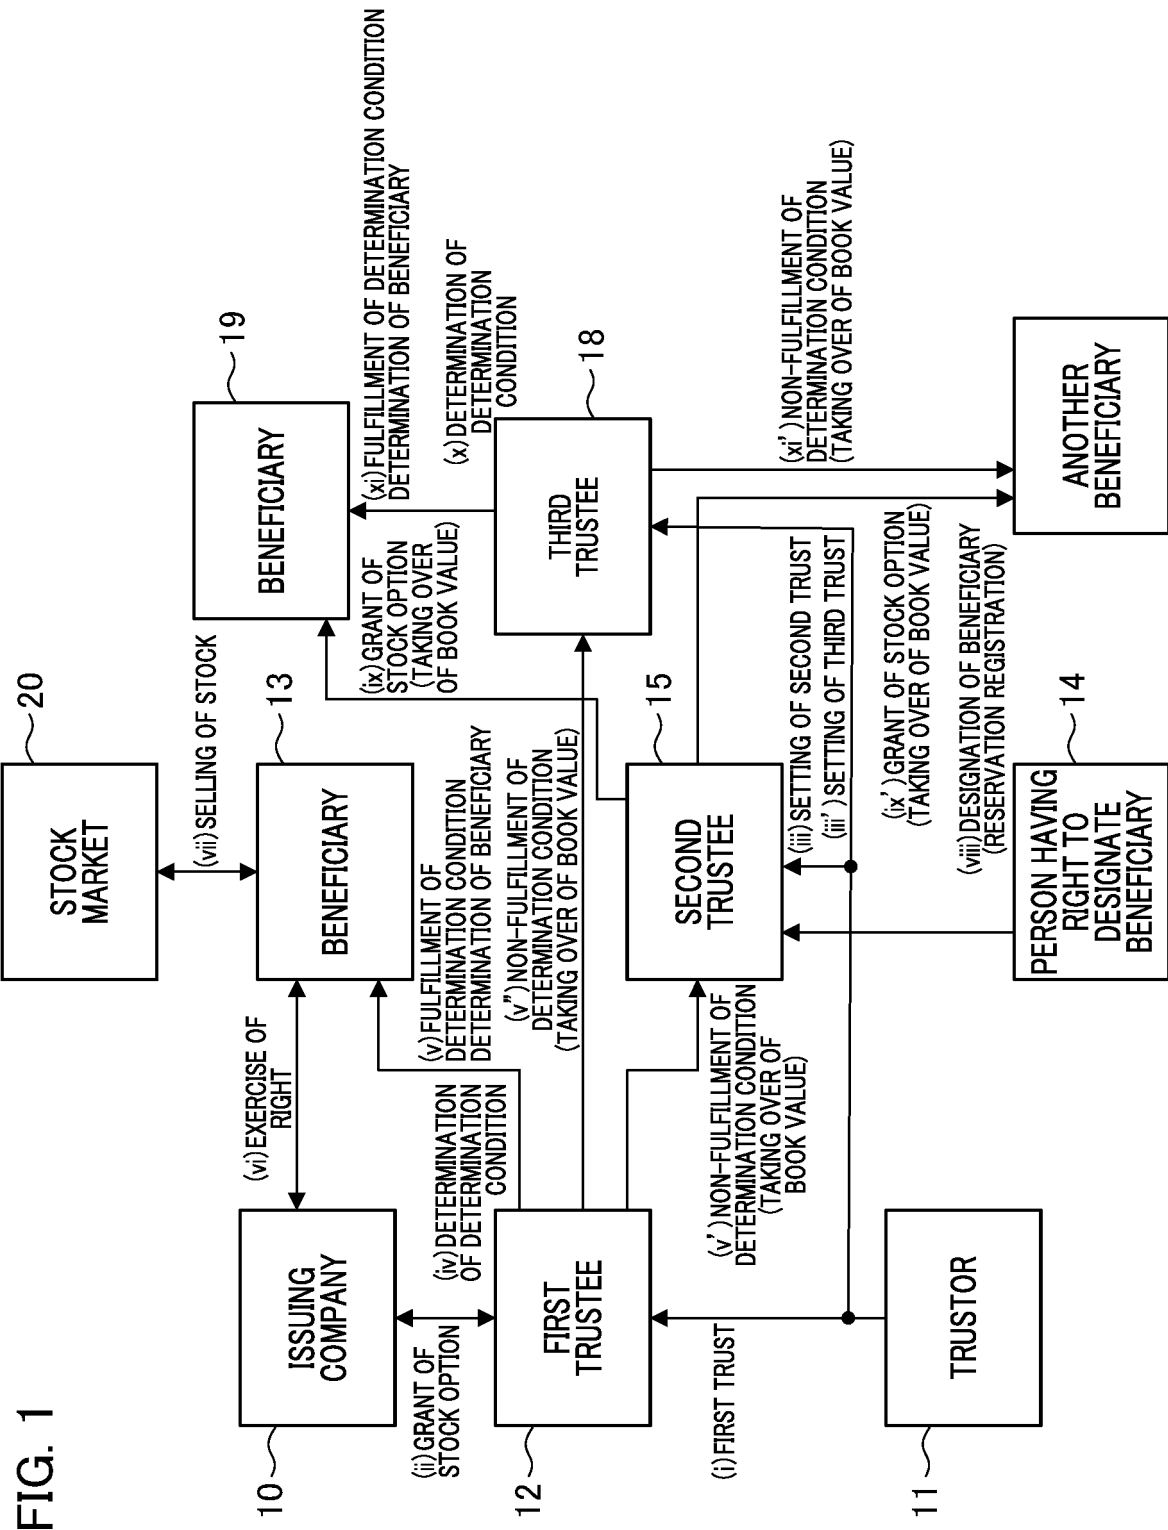 FIG. 1
10
ISSUING
COMPANY
(vi)EXERCISE OF
RIGHT
13
BENEFICIARY
(vii)SELLING OF STOCK
20
STOCK
MARKET
19
BENEFICIARY
(ii)GRANT OF
STOCK OPTION
(iv)DETERMINATION
OF DETERMINATION
CONDITION
(v)FULFILLMENT OF
DETERMINATION CONDITION
DETERMINATION OF BENEFICIARY
(v")NON-FULFILLMENT OF
DETERMINATION CONDITION
(TAKING OVER OF BOOK VALUE)
(ix)GRANT OF
STOCK OPTION
(TAKING OVER
OF BOOK VALUE)
(xi)FULFILLMENT OF DETERMINATION CONDITION
DETERMINATION OF BENEFICIARY
(x)DETERMINATION OF
DETERMINATION
CONDITION
12
FIRST
TRUSTEE
THIRD
TRUSTEE
18
15
SECOND
TRUSTEE
(i)FIRST TRUST
(v')NON-FULFILLMENT OF
DETERMINATION CONDITION
(TAKING OVER OF
BOOK VALUE)
(iii)SETTING OF SECOND TRUST
(iii')SETTING OF THIRD TRUST
(xi')NON-FULFILLMENT OF
DETERMINATION CONDITION
(TAKING OVER OF BOOK VALUE)
(ix')GRANT OF STOCK OPTION
(TAKING OVER OF BOOK VALUE)
(viii)DESIGNATION OF BENEFICIARY
(RESERVATION REGISTRATION)
11
TRUSTOR
PERSON HAVING
RIGHT TO
DESIGNATE
BENEFICIARY
14
ANOTHER
BENEFICIARY